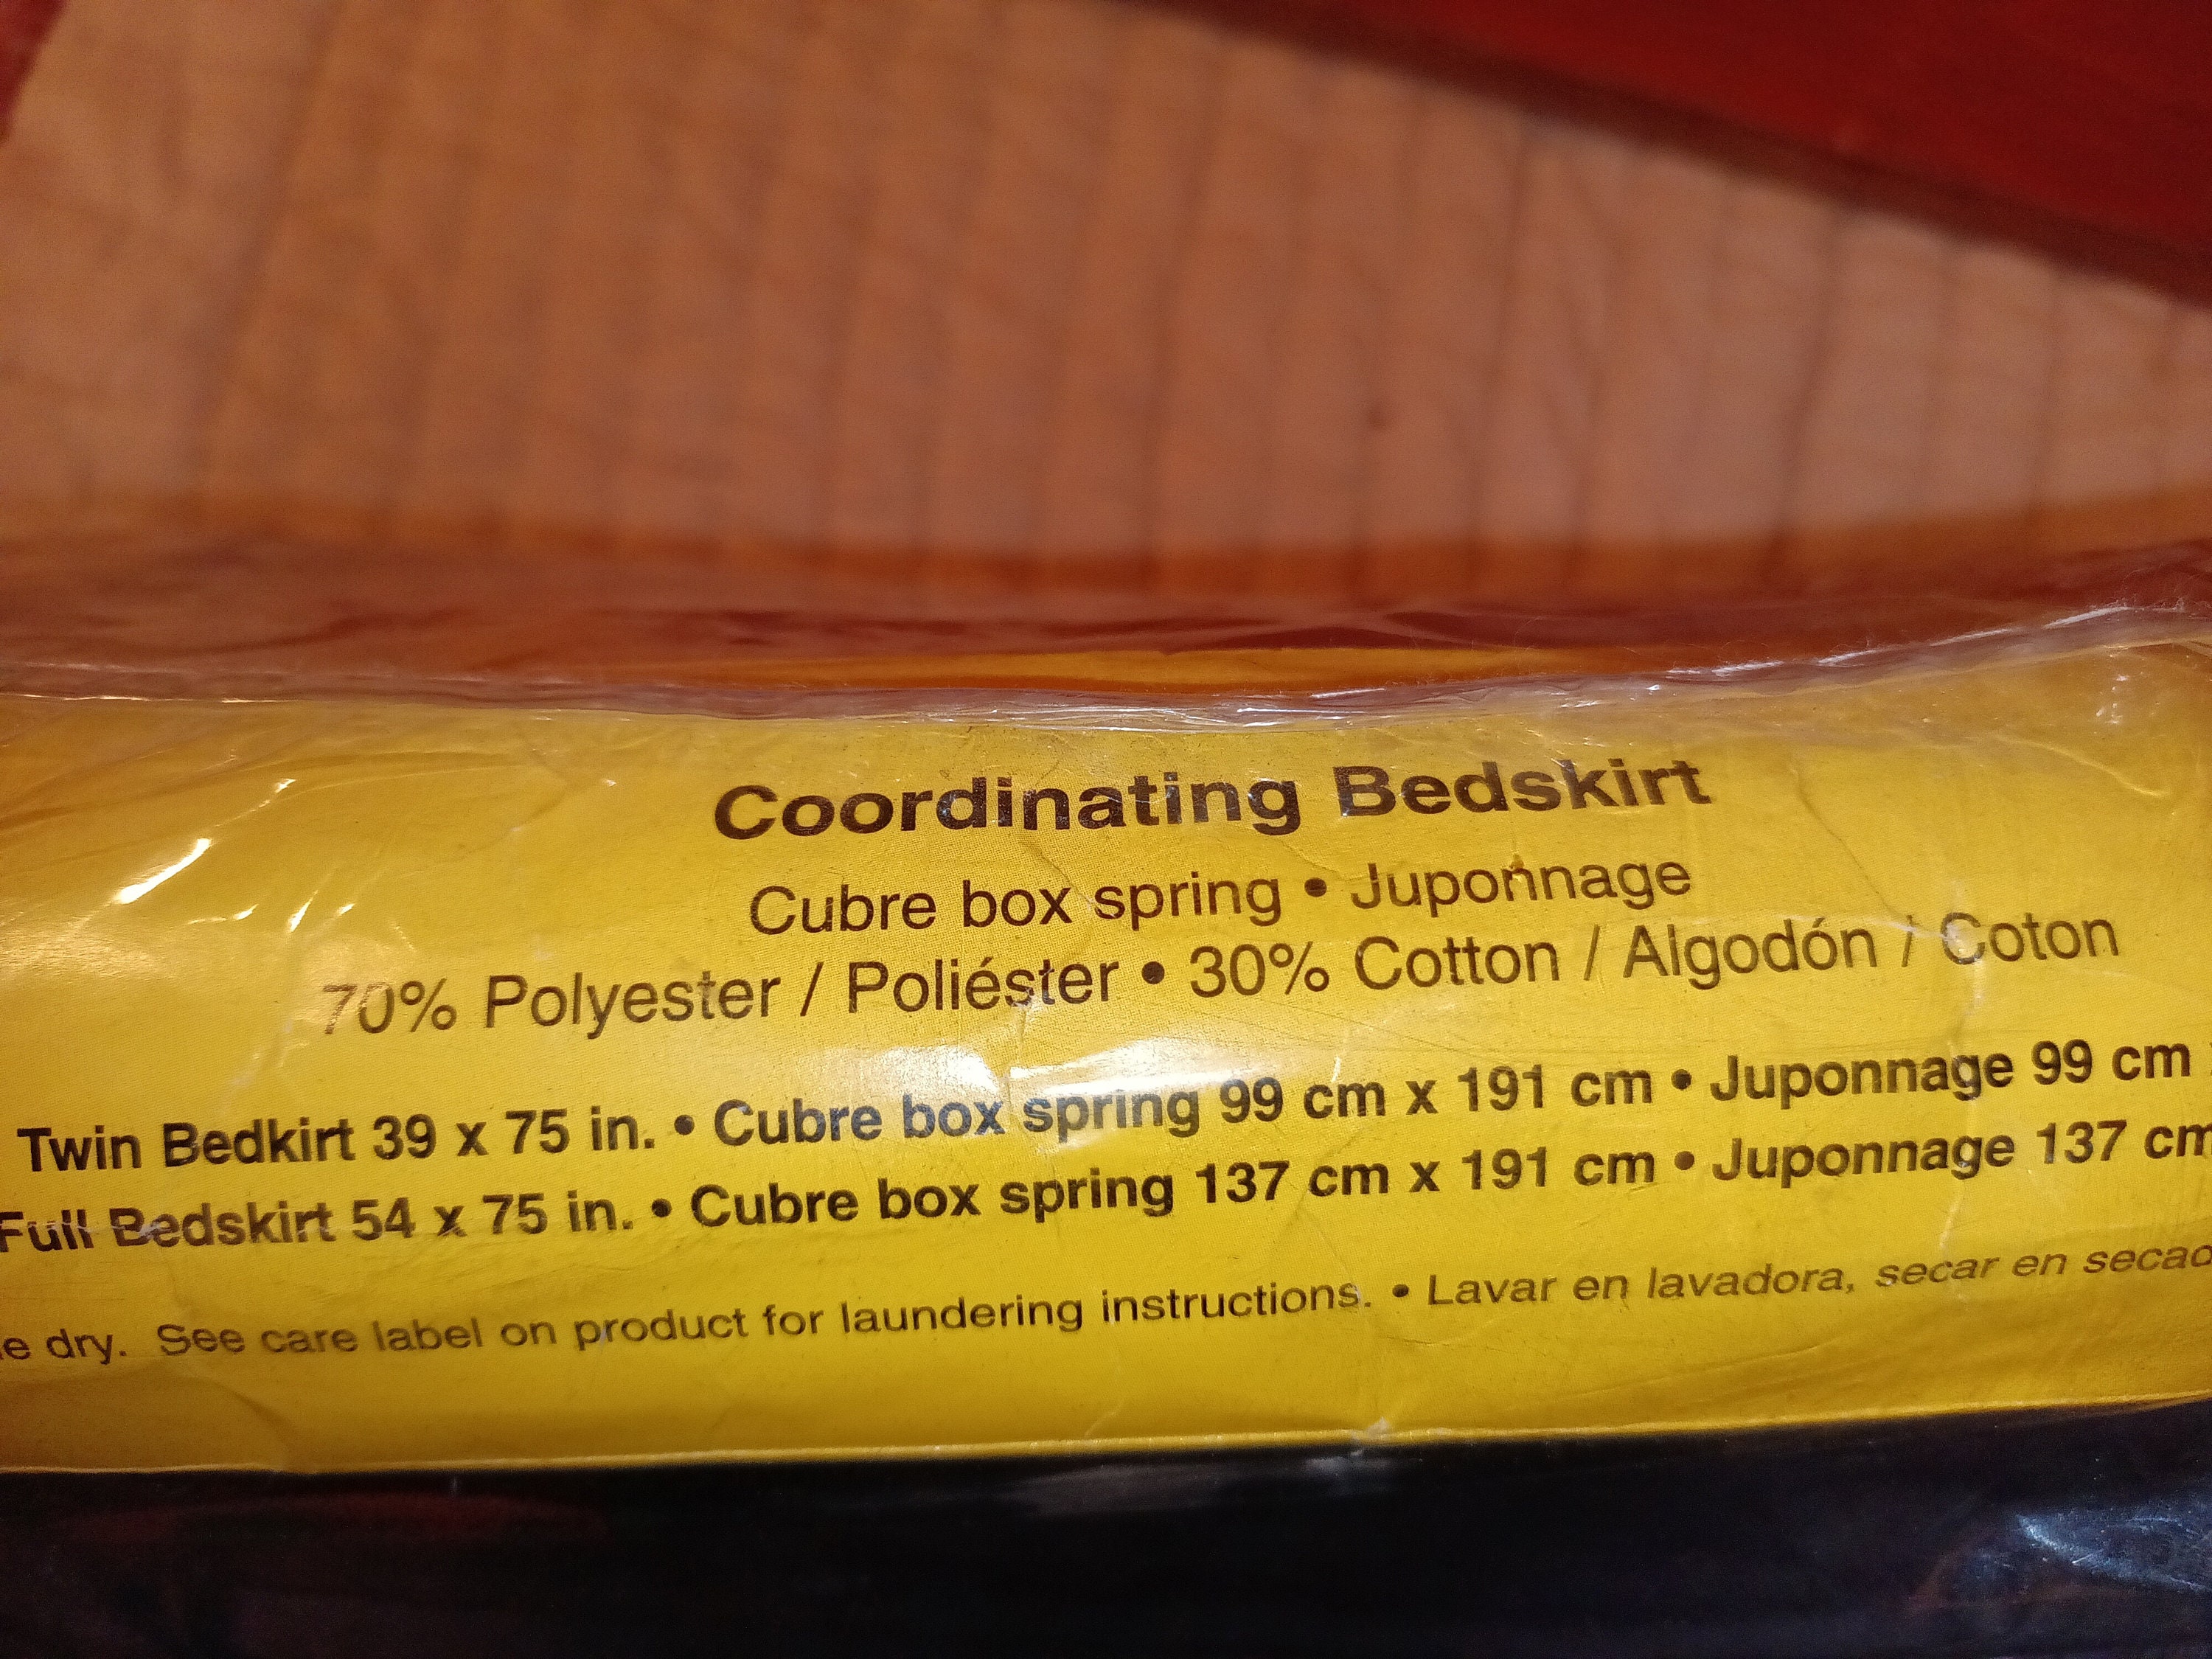 Coordinating Bedskirt
Cubre box spring • Juponnage
70% Polyester / Poliéster • 30% Cotton / Algodón / Coton
Twin Bedkirt 39 x 75 in. • Cubre box spring 99 cm x 191 cm • Juponnage 99 cm
Full Bedskirt 54 x 75 in. • Cubre box spring 137 cm x 191 cm • Juponnage 137 cm
dry. See care label on product for laundering instructions. • Lavar en lavadora, secar en